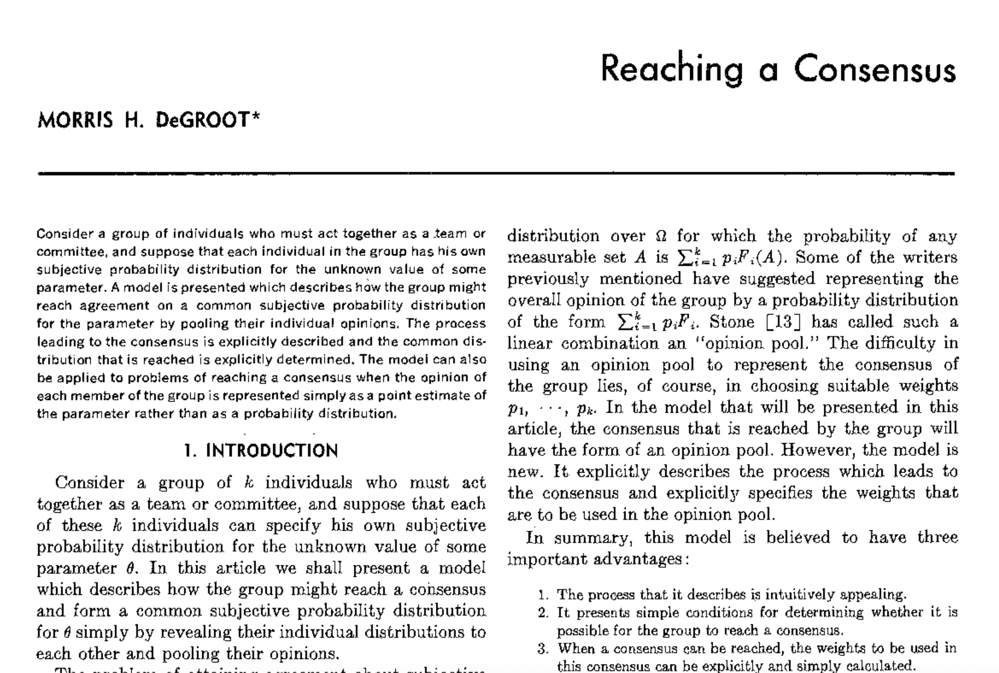 Reaching a Consensus
MORRIS H. DeGROOT*
Consider a group of individuals who must act together as a team or
committee, and suppose that each individual in the group has his own
subjective probability distribution for the unknown value of some
parameter. A model is presented which describes how the group might
reach agreement on a common subjective probability distribution
for the parameter by pooling their individual opinions. The process
leading to the consensus is explicitly described and the common dis-
tribution that is reached is explicitly determined. The model can also
be applied to problems of reaching a consensus when the opinion of
each member of the group is represented simply as a point estimate of
the parameter rather than as a probability distribution.
1. INTRODUCTION
Consider a group of k individuals who must act
together as a team or committee, and suppose that each
of these k individuals can specify his own subjective
probability distribution for the unknown value of some
parameter θ. In this article we shall present a model
which describes how the group might reach a consensus
and form a common subjective probability distribution
for θ simply by revealing their individual distributions to
each other and pooling their opinions.
The problem of attaining agreement about subjective
distribution over Ω for which the probability of any
measurable set A is ∑ᵏᵢ₌₁ pᵢFᵢ(A). Some of the writers
previously mentioned have suggested representing the
overall opinion of the group by a probability distribution
of the form ∑ᵏᵢ₌₁ pᵢFᵢ. Stone [13] has called such a
linear combination an “opinion pool.” The difficulty in
using an opinion pool to represent the consensus of
the group lies, of course, in choosing suitable weights
p₁, ···, pₖ. In the model that will be presented in this
article, the consensus that is reached by the group will
have the form of an opinion pool. However, the model is
new. It explicitly describes the process which leads to
the consensus and explicitly specifies the weights that
are to be used in the opinion pool.
In summary, this model is believed to have three
important advantages:
1. The process that it describes is intuitively appealing.
2. It presents simple conditions for determining whether it is
possible for the group to reach a consensus.
3. When a consensus can be reached, the weights to be used in
this consensus can be explicitly and simply calculated.